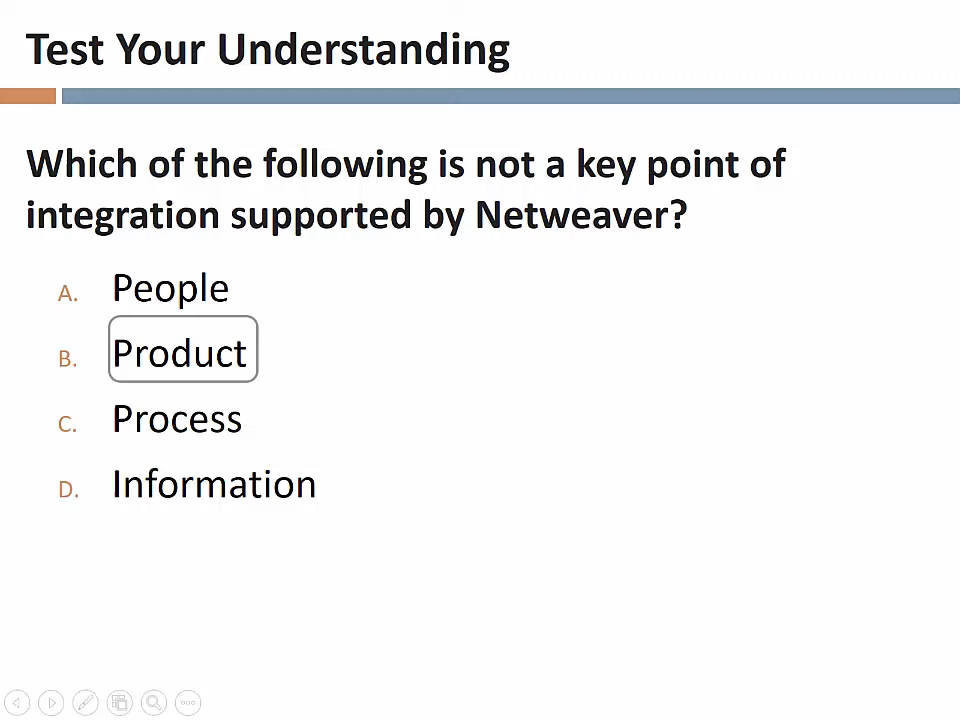 Test Your Understanding
Which of the following is not a key point of
integration supported by Netweaver?
A. People
B. Product
C. Process
D. Information